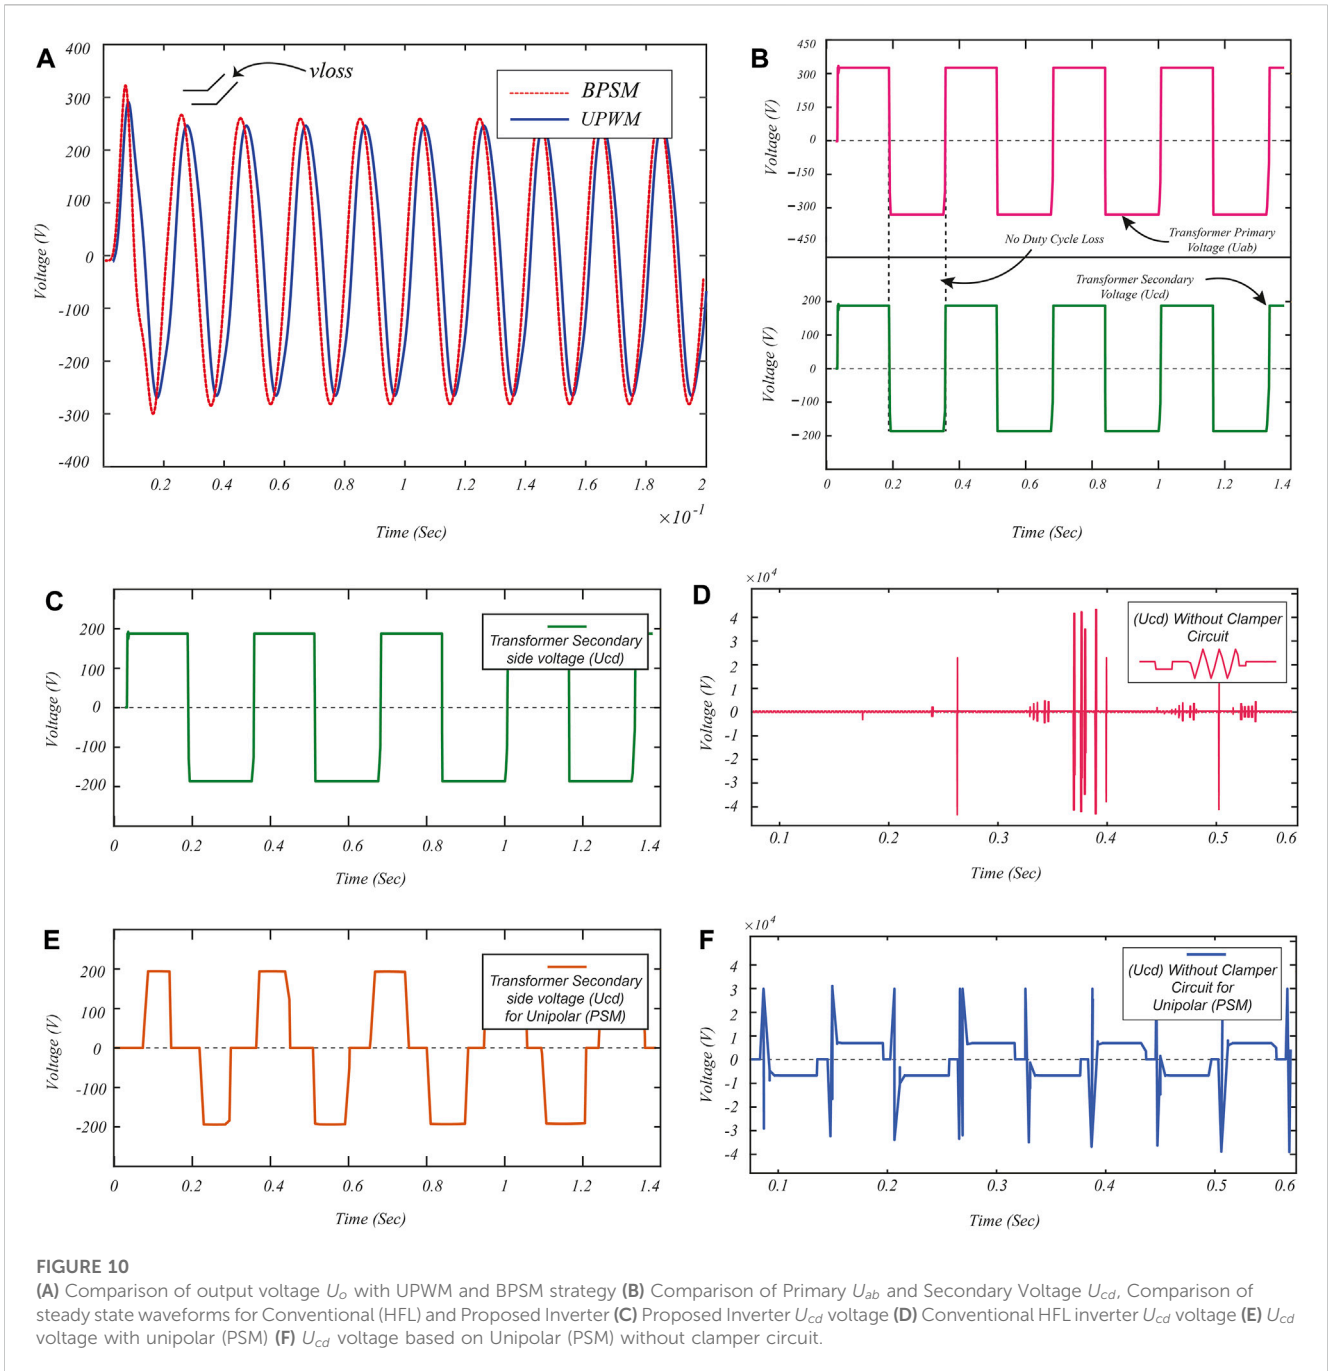 A
400
300
200
100
0
-100
-200
-300
-400
Voltage (V)
vloss
BPSM
UPWM
0.2
0.4
0.6
0.8
1
1.2
1.4
1.6
1.8
2
×10⁻¹
Time (Sec)
B
450
300
150
0
-150
-300
-450
Voltage (V)
No Duty Cycle Loss
Transformer Primary
Voltage (Uab)
Transformer Secondary
Voltage (Ucd)
200
100
0
-100
-200
Voltage (V)
0
0.2
0.4
0.6
0.8
1
1.2
1.4
Time (Sec)
C
200
100
0
-100
-200
Voltage (V)
Transformer Secondary
side voltage (Ucd)
0
0.2
0.4
0.6
0.8
1
1.2
1.4
Time (Sec)
D
×10⁴
4
3
2
1
0
-1
-2
-3
-4
Voltage (V)
(Ucd) Without Clamper
Circuit
0.1
0.2
0.3
0.4
0.5
0.6
Time (Sec)
E
200
100
0
-100
-200
Voltage (V)
Transformer Secondary
side voltage (Ucd)
for Unipolar (PSM)
0
0.2
0.4
0.6
0.8
1
1.2
1.4
Time (Sec)
F
×10⁴
4
3
2
1
0
-1
-2
-3
-4
Voltage (V)
(Ucd) Without Clamper
Circuit for
Unipolar (PSM)
0.1
0.2
0.3
0.4
0.5
0.6
Time (Sec)
FIGURE 10
(A) Comparison of output voltage Uo with UPWM and BPSM strategy (B) Comparison of Primary Uab and Secondary Voltage Ucd, Comparison of
steady state waveforms for Conventional (HFL) and Proposed Inverter (C) Proposed Inverter Ucd voltage (D) Conventional HFL inverter Ucd voltage (E) Ucd
voltage with unipolar (PSM) (F) Ucd voltage based on Unipolar (PSM) without clamper circuit.